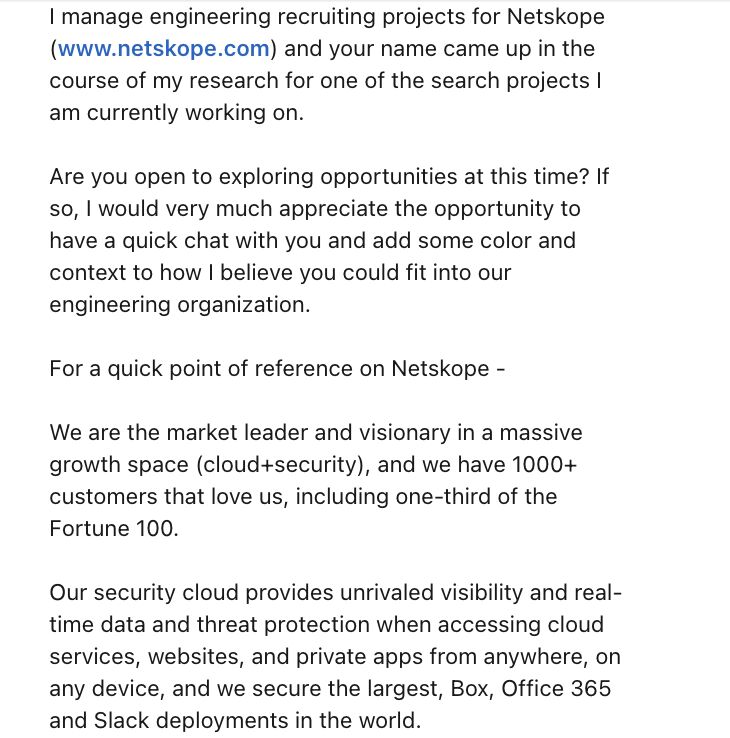 I manage engineering recruiting projects for Netskope
(www.netskope.com) and your name came up in the
course of my research for one of the search projects I
am currently working on.
Are you open to exploring opportunities at this time? If
so, I would very much appreciate the opportunity to
have a quick chat with you and add some color and
context to how I believe you could fit into our
engineering organization.
For a quick point of reference on Netskope -
We are the market leader and visionary in a massive
growth space (cloud+security), and we have 1000+
customers that love us, including one-third of the
Fortune 100.
Our security cloud provides unrivaled visibility and real-
time data and threat protection when accessing cloud
services, websites, and private apps from anywhere, on
any device, and we secure the largest, Box, Office 365
and Slack deployments in the world.